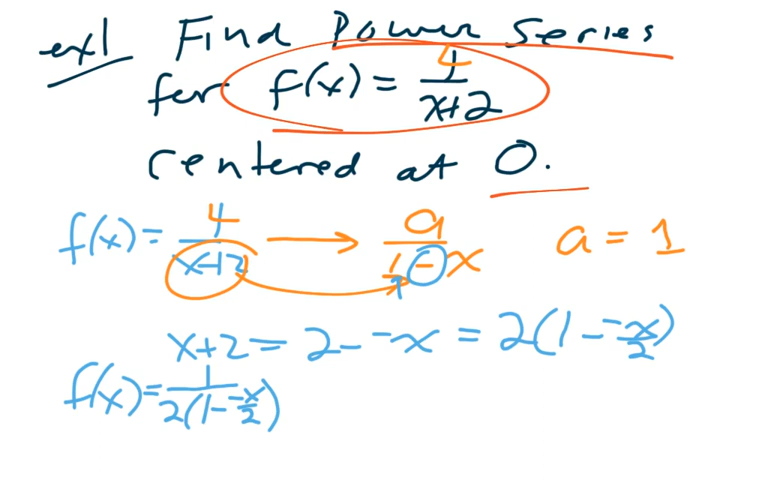 ex1 Find Power Series
for f(x) = 4/(x+2)
centered at 0.
f(x) = 4/(x+2) → a/(1-x) a = 1
x+2 = 2 - -x = 2(1 - -x/2)
f(x) = 1/(2(1 - -x/2))